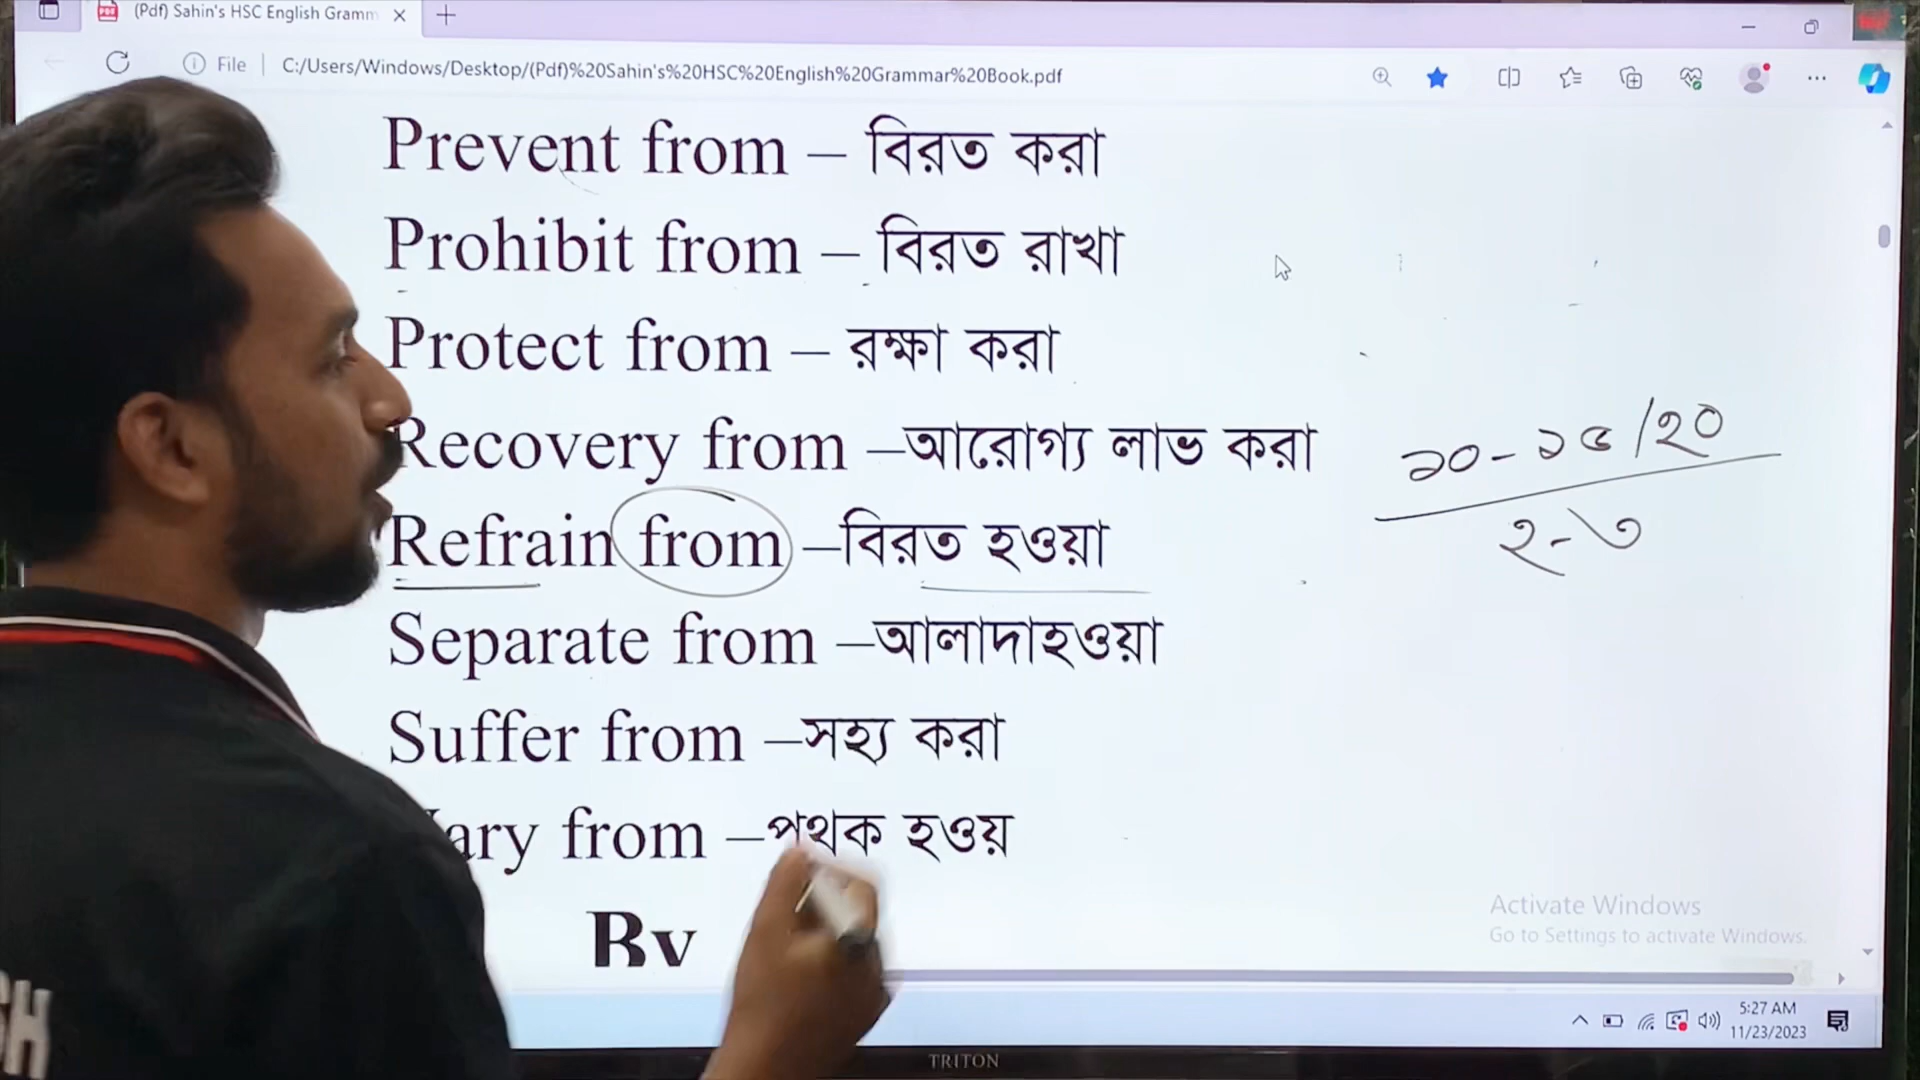 (Pdf) Sahin's HSC English Gramm
File
C:/Users/Windows/Desktop/(Pdf)%20Sahin's%20HSC%20English%20Grammar%20Book.pdf
Prevent from – বিরত করা
Prohibit from – বিরত রাখা
Protect from – রক্ষা করা
Recovery from –আরোগ্য লাভ করা
১০-১৫/২০
২-৩
Refrain from –বিরত হওয়া
Separate from –আলাদাহওয়া
Suffer from –সহ্য করা
ary from –পৃথক হওয়
By
Activate Windows
Go to Settings to activate Windows.
5:27 AM
11/23/2023
TRITON